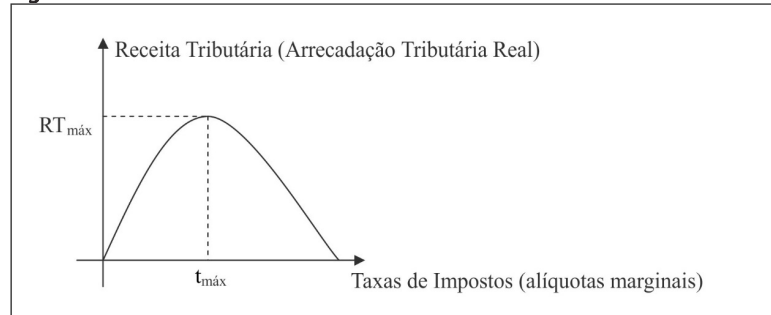 Receita Tributária (Arrecadação Tributária Real)
RTmáx
tmáx
Taxas de Impostos (alíquotas marginais)